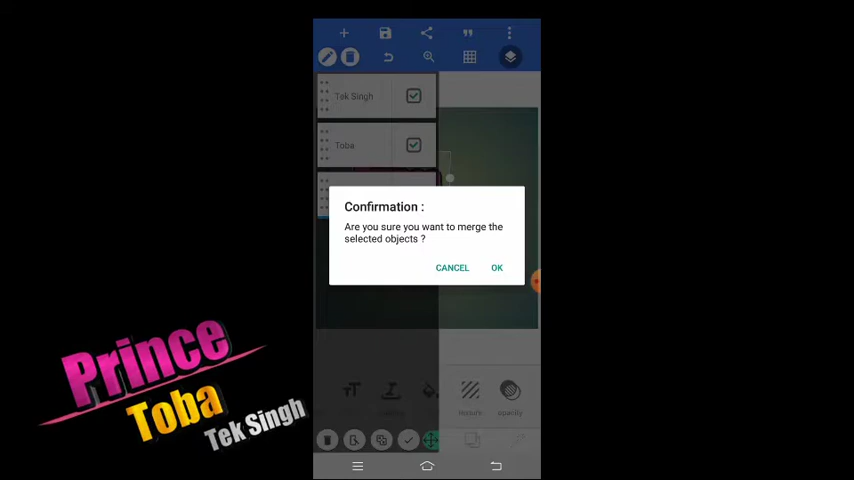 Tek Singh
Toba
Confirmation :
Are you sure you want to merge the
selected objects ?
CANCEL
OK
texture
opacity
Prince
Toba
Tek Singh